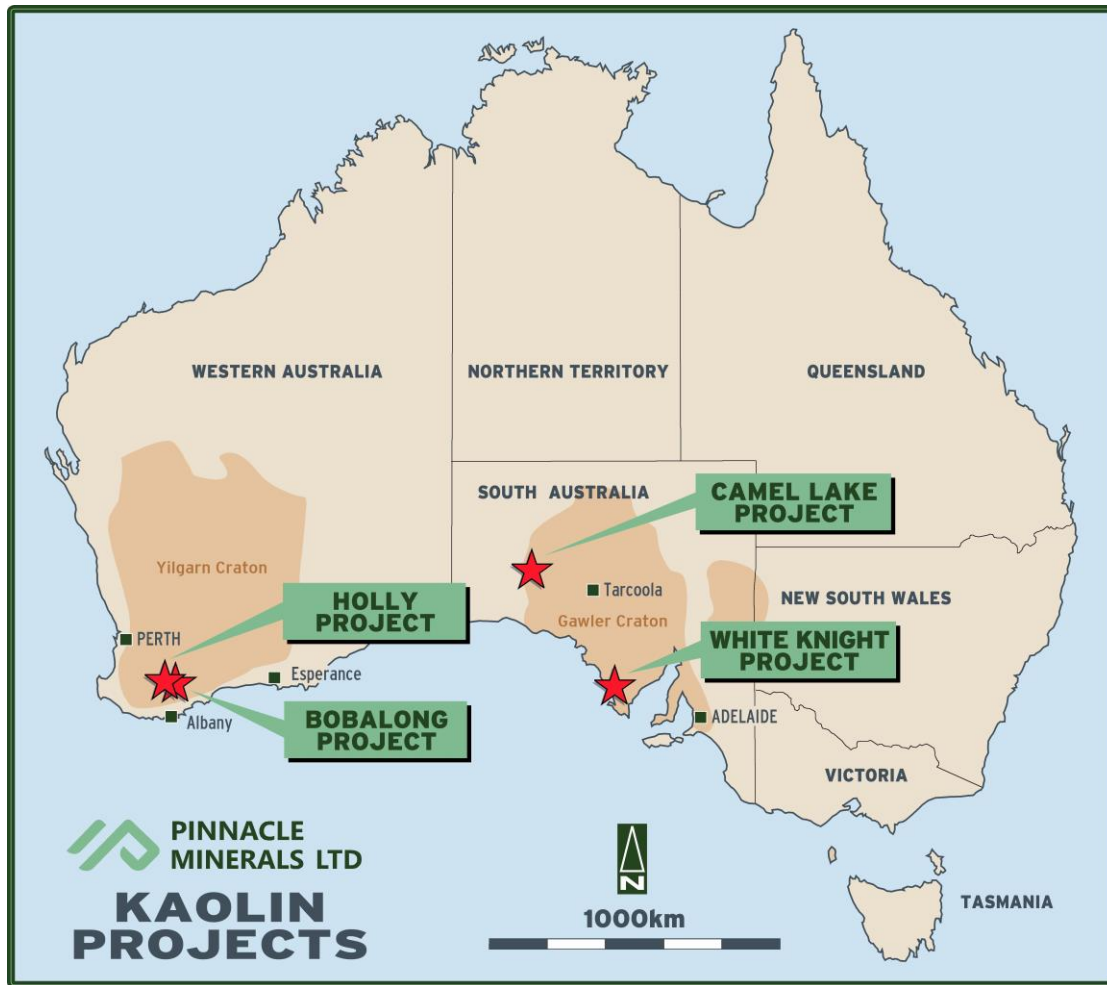 WESTERN AUSTRALIA
NORTHERN TERRITORY
QUEENSLAND
SOUTH AUSTRALIA
CAMEL LAKE
PROJECT
Yilgarn Craton
Tarcoola
NEW SOUTH WALES
HOLLY
PROJECT
Gawler Craton
PERTH
WHITE KNIGHT
PROJECT
Esperance
BOBALONG
PROJECT
Albany
ADELAIDE
VICTORIA
PINNACLE
MINERALS LTD
KAOLIN
PROJECTS
N
1000km
TASMANIA